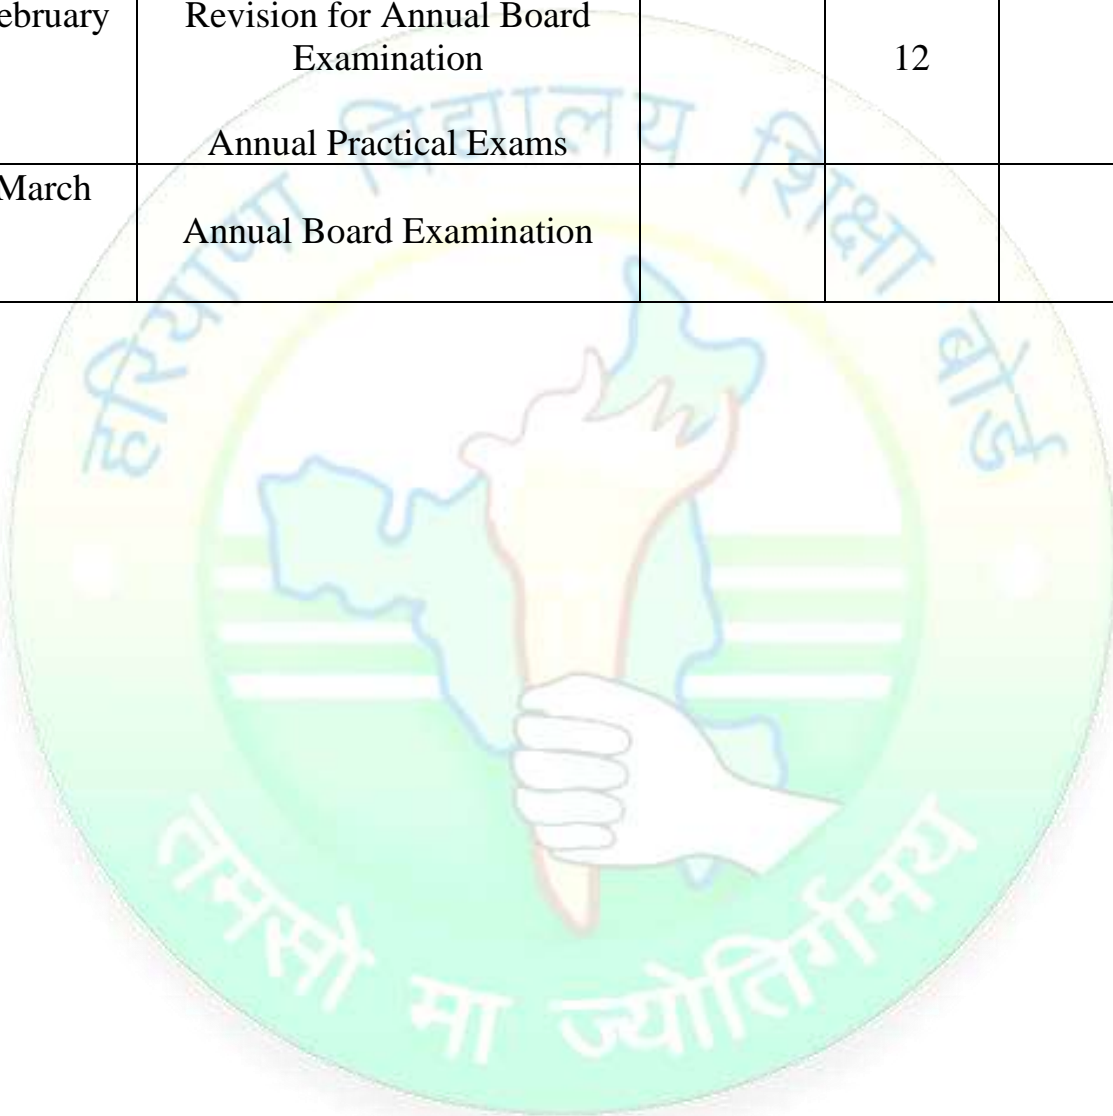 ebruary
Revision for Annual Board
Examination
12
Annual Practical Exams
March
Annual Board Examination
हरियाणा विद्यालय शिक्षा बोर्ड
तमसो मा ज्योतिर्गमय